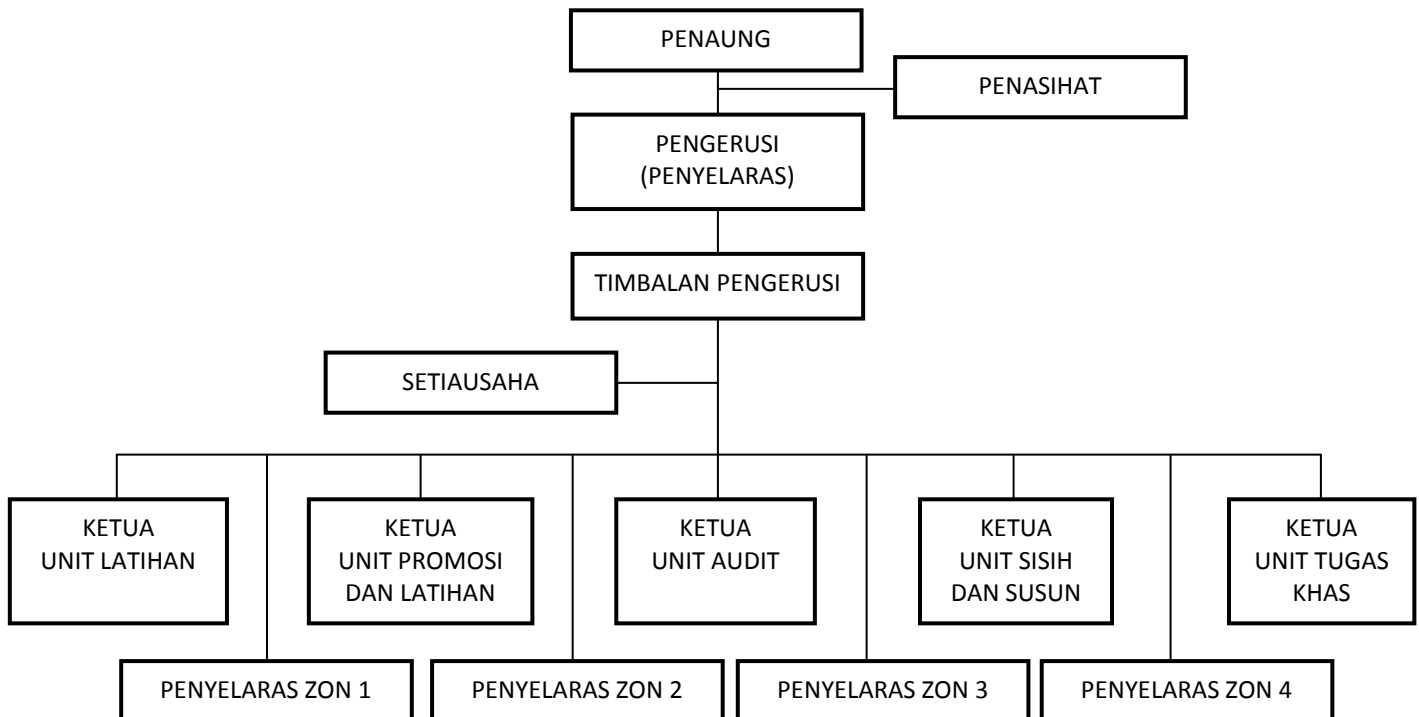 PENAUNG
PENASIHAT
PENGERUSI
(PENYELARAS)
TIMBALAN PENGERUSI
SETIAUSAHA
KETUA
UNIT LATIHAN
KETUA
UNIT PROMOSI
DAN LATIHAN
KETUA
UNIT AUDIT
KETUA
UNIT SISIH
DAN SUSUN
KETUA
UNIT TUGAS
KHAS
PENYELARAS ZON 1
PENYELARAS ZON 2
PENYELARAS ZON 3
PENYELARAS ZON 4